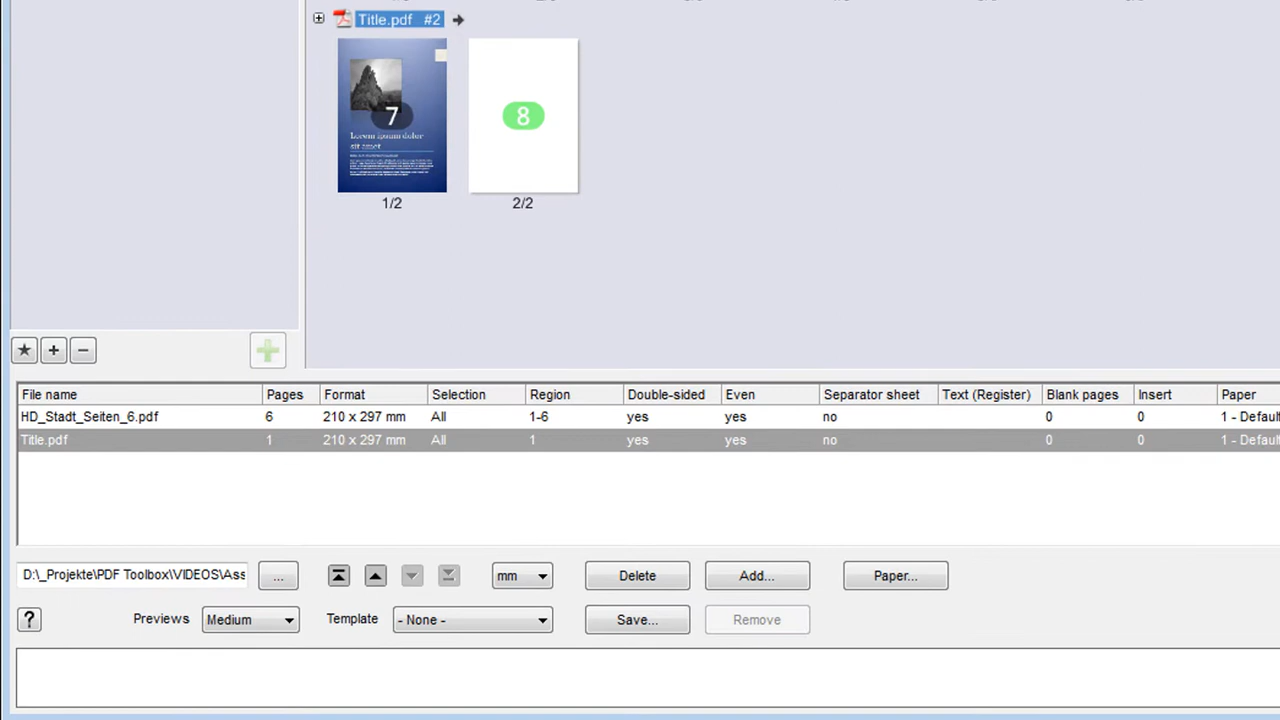 Title.pdf #2
7
8
Lorem ipsum dolor
sit amet
1/2
2/2
File name Pages Format Selection Region Double-sided Even Separator sheet Text (Register) Blank pages Insert Paper
HD_Stadt_Seiten_6.pdf 6 210 x 297 mm All 1-6 yes yes no 0 0 1 - Defaul
Title.pdf 1 210 x 297 mm All 1 yes yes no 0 0 1 - Defaul
D:\_Projekte\PDF Toolbox\VIDEOS\Ass ... mm Delete Add... Paper...
? Previews Medium Template - None - Save... Remove